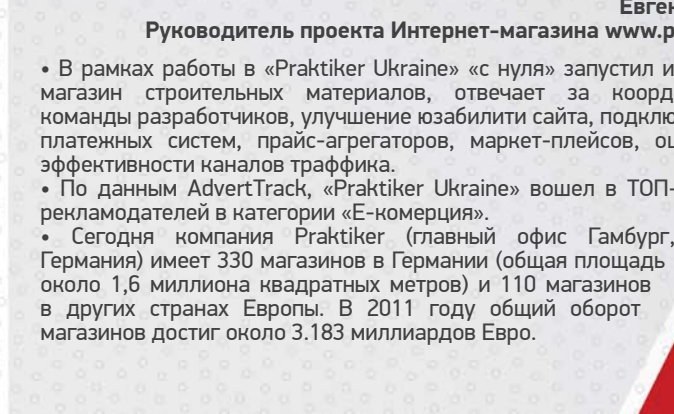 Евген
Руководитель проекта Интернет-магазина www.p
• В рамках работы в «Praktiker Ukraine» «с нуля» запустил и
магазин строительных материалов, отвечает за коорд
команды разработчиков, улучшение юзабилити сайта, подклю
платежных систем, прайс-агрегаторов, маркет-плейсов, оц
эффективности каналов траффика.
• По данным AdvertTrack, «Praktiker Ukraine» вошел в ТОП-
рекламодателей в категории «Е-комерция».
• Сегодня компания Praktiker (главный офис Гамбург,
Германия) имеет 330 магазинов в Германии (общая площадь
около 1,6 миллиона квадратных метров) и 110 магазинов
в других странах Европы. В 2011 году общий оборот
магазинов достиг около 3.183 миллиардов Евро.